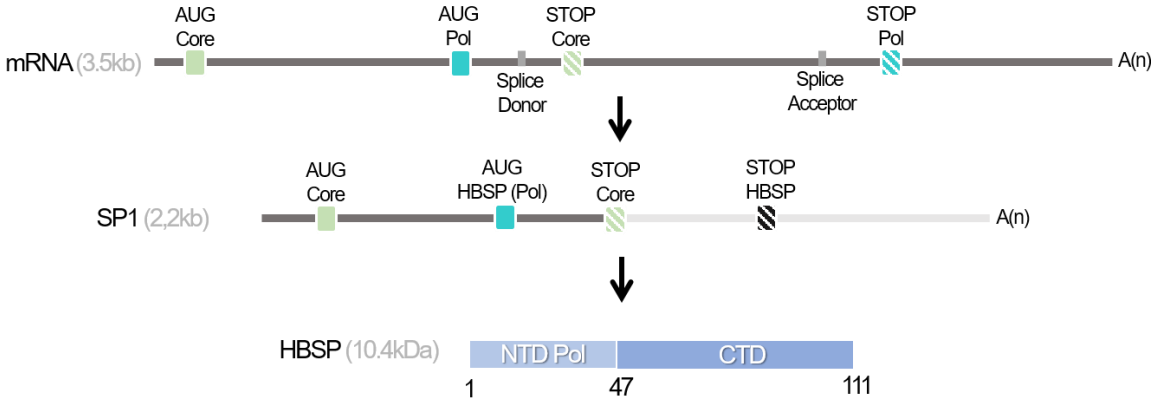 AUG AUG STOP STOP
Core Pol Core Pol
mRNA (3.5kb) A(n)
Splice Splice
Donor Acceptor
AUG AUG STOP STOP
Core HBSP (Pol) Core HBSP
SP1 (2,2kb) A(n)
HBSP (10.4kDa) NTD Pol CTD
1 47 111